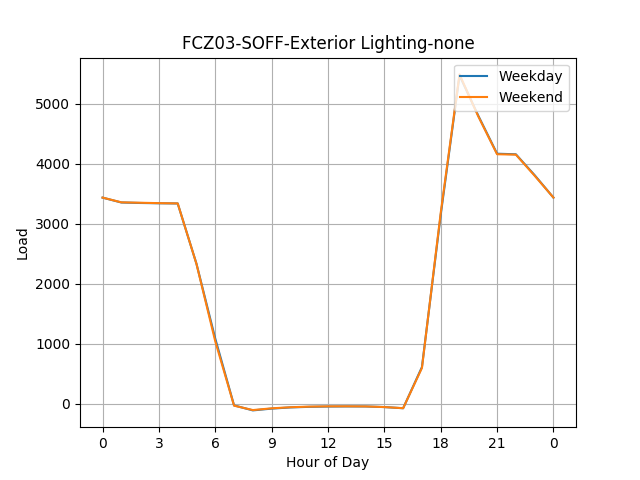 FCZ03-SOFF-Exterior Lighting-none
Weekday
Weekend
5000
4000
3000
2000
1000
0
Load
0 3 6 9 12 15 18 21 0
Hour of Day